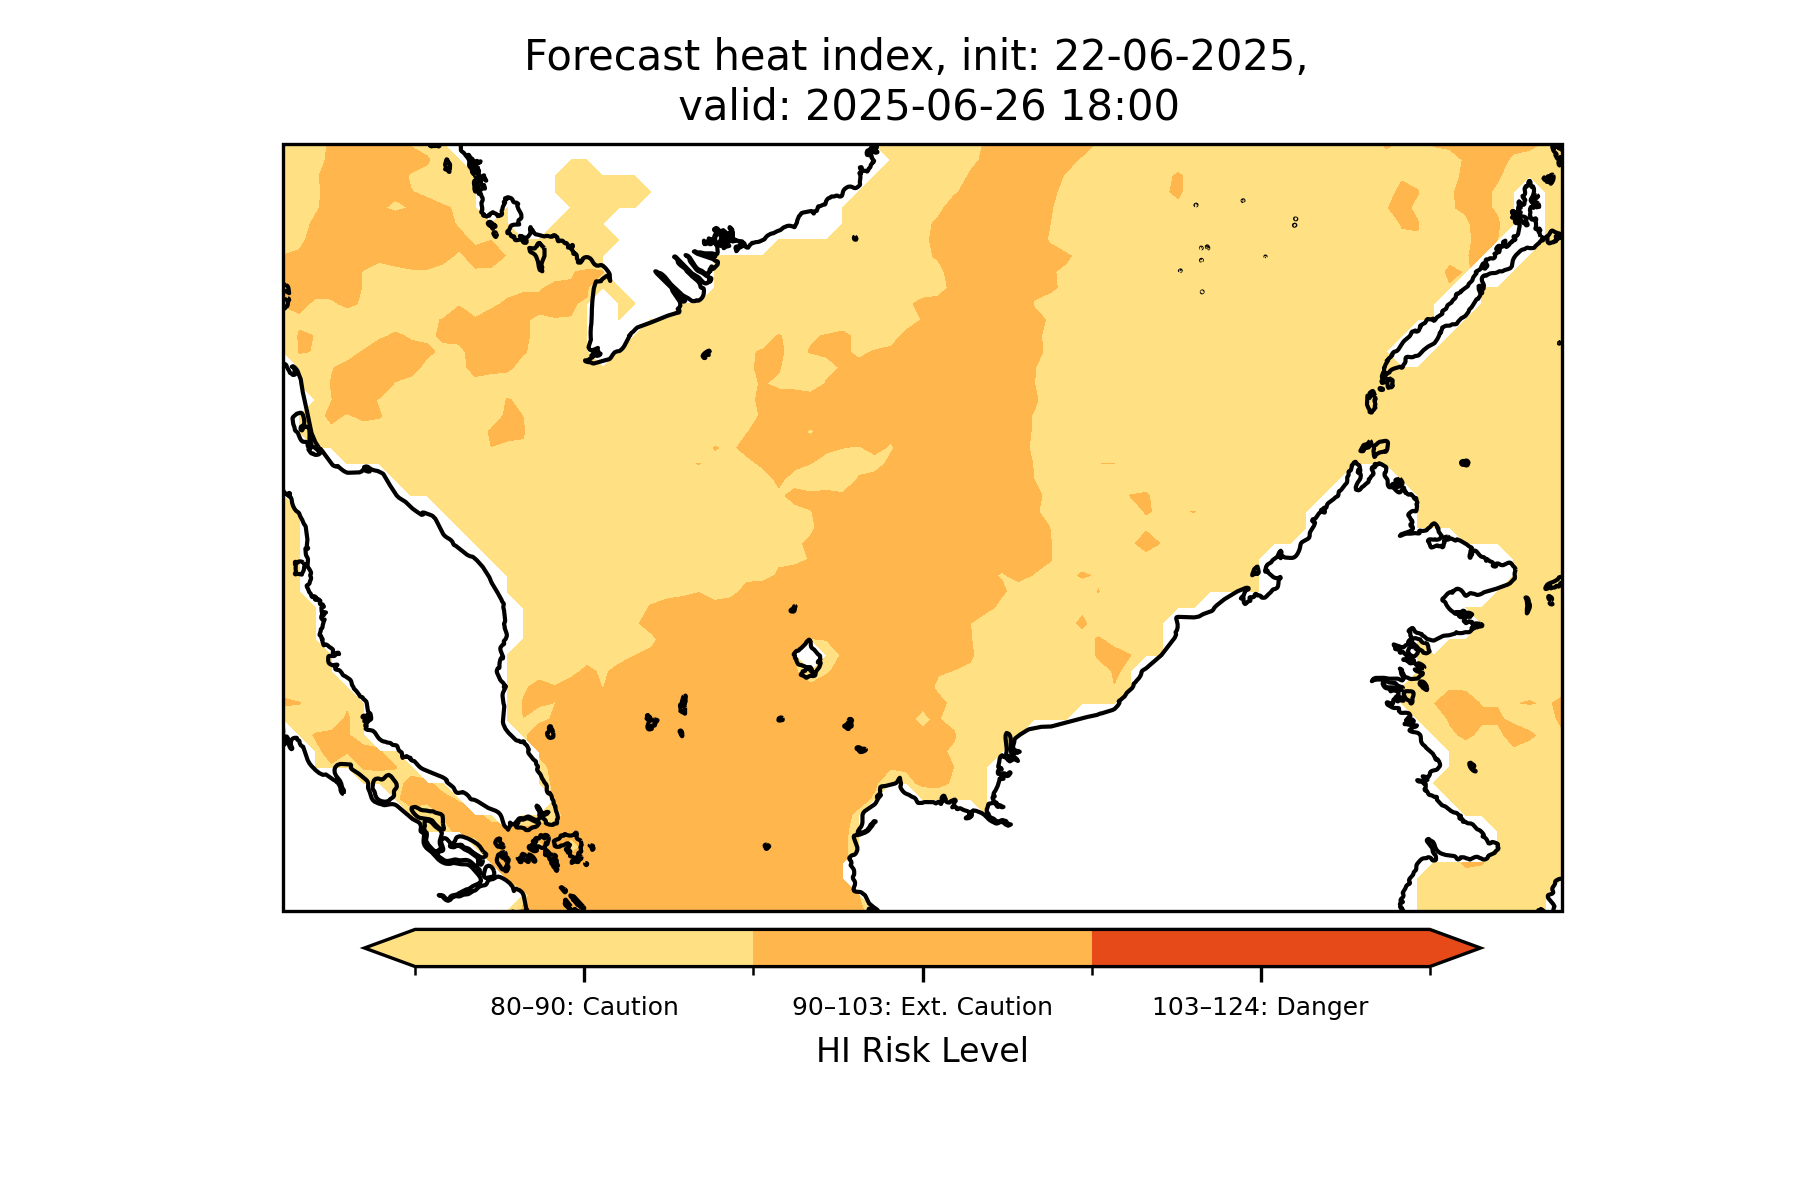 Forecast heat index, init: 22-06-2025,
valid: 2025-06-26 18:00
80–90: Caution
90–103: Ext. Caution
103–124: Danger
HI Risk Level